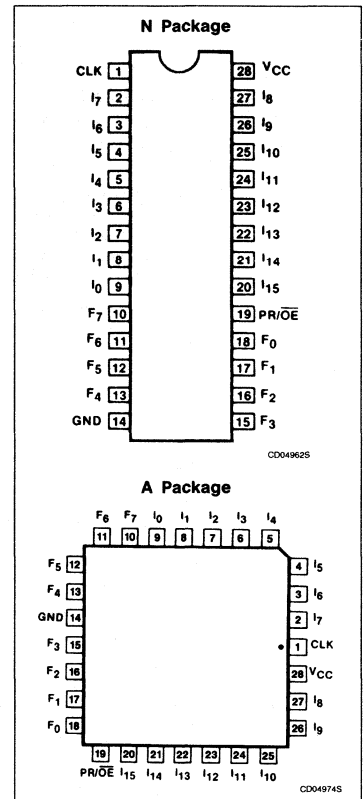 N Package
CLK 1 28 VCC
I7 2 27 I8
I6 3 26 I9
I5 4 25 I10
I4 5 24 I11
I3 6 23 I12
I2 7 22 I13
I1 8 21 I14
I0 9 20 I15
F7 10 19 PR/OE
F6 11 18 F0
F5 12 17 F1
F4 13 16 F2
GND 14 15 F3
CD04962S
A Package
F6 F7 I0 I1 I2 I3 I4
11 10 9 8 7 6 5
F5 12 4 I5
F4 13 3 I6
GND 14 2 I7
F3 15 1 CLK
F2 16 28 VCC
F1 17 27 I8
F0 18 26 I9
19 20 21 22 23 24 25
PR/OE I15 I14 I13 I12 I11 I10
CD04974S